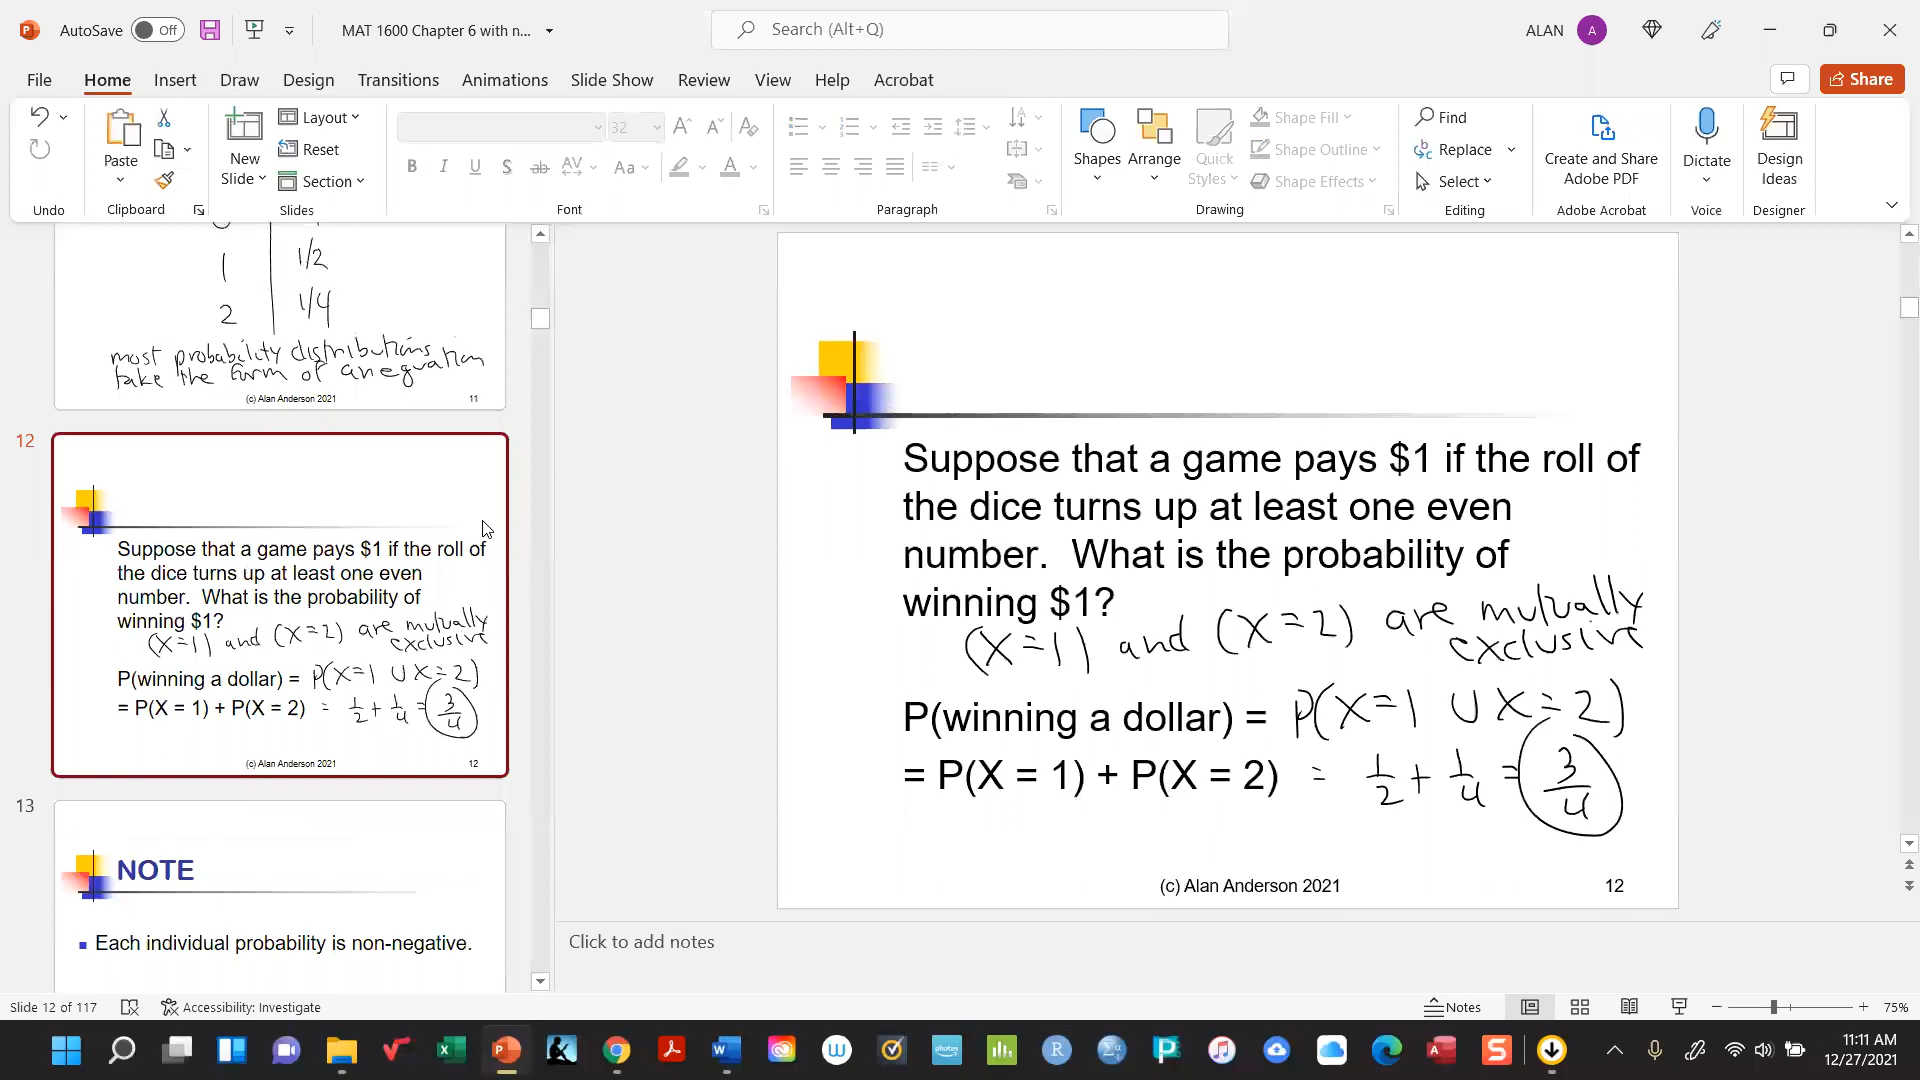 AutoSave Off
MAT 1600 Chapter 6 with n...
Search (Alt+Q)
ALAN A
File Home Insert Draw Design Transitions Animations Slide Show Review View Help Acrobat
Share
Paste
New Slide
Layout
Reset
Section
32
Aa
Shapes
Arrange
Quick Styles
Shape Fill
Shape Outline
Shape Effects
Find
Replace
Select
Create and Share Adobe PDF
Dictate
Design Ideas
Undo Clipboard Slides Font Paragraph Drawing Editing Adobe Acrobat Voice Designer
1 1/2
2 1/4
most probability distributions
take the form of an equation
(c) Alan Anderson 2021 11
12
Suppose that a game pays $1 if the roll of
the dice turns up at least one even
number. What is the probability of
winning $1?
(X=1) and (X=2) are mutually
exclusive
P(winning a dollar) = P(X=1 ∪ X=2)
= P(X = 1) + P(X = 2) = 1/2 + 1/4 = 3/4
(c) Alan Anderson 2021 12
13
NOTE
Each individual probability is non-negative.
Suppose that a game pays $1 if the roll of
the dice turns up at least one even
number. What is the probability of
winning $1?
(X=1) and (X=2) are mutually
exclusive
P(winning a dollar) = P(X=1 ∪ X=2)
= P(X = 1) + P(X = 2) = 1/2 + 1/4 = 3/4
(c) Alan Anderson 2021 12
Click to add notes
Slide 12 of 117 Accessibility: Investigate Notes 75%
11:11 AM
12/27/2021